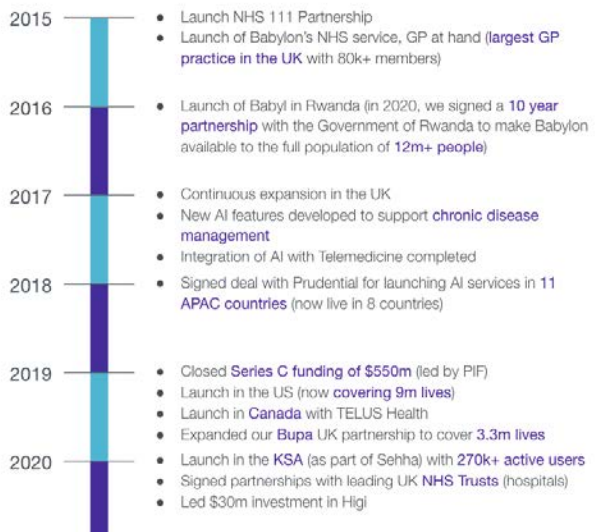 2015
• Launch NHS 111 Partnership
• Launch of Babylon's NHS service, GP at hand (largest GP
practice in the UK with 80k+ members)
2016
• Launch of Babyl in Rwanda (in 2020, we signed a 10 year
partnership with the Government of Rwanda to make Babylon
available to the full population of 12m+ people)
2017
• Continuous expansion in the UK
• New AI features developed to support chronic disease
management
• Integration of AI with Telemedicine completed
2018
• Signed deal with Prudential for launching AI services in 11
APAC countries (now live in 8 countries)
2019
• Closed Series C funding of $550m (led by PIF)
• Launch in the US (now covering 9m lives)
• Launch in Canada with TELUS Health
• Expanded our Bupa UK partnership to cover 3.3m lives
2020
• Launch in the KSA (as part of Sehha) with 270k+ active users
• Signed partnerships with leading UK NHS Trusts (hospitals)
• Led $30m investment in Higi